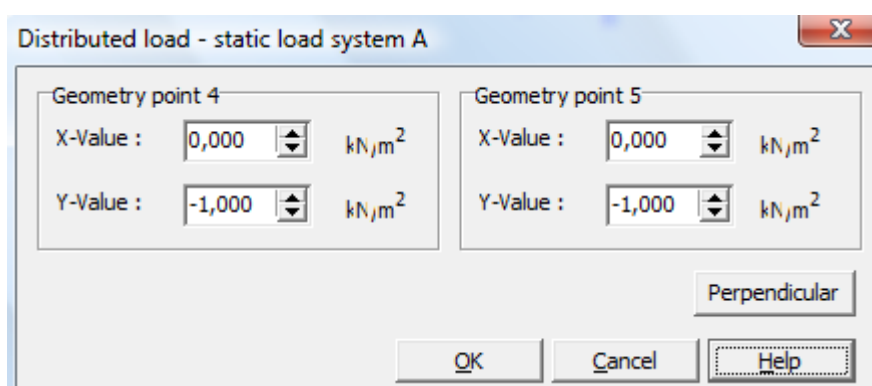 Distributed load - static load system A
Geometry point 4
X-Value : 0,000 kN/m²
Y-Value : -1,000 kN/m²
Geometry point 5
X-Value : 0,000 kN/m²
Y-Value : -1,000 kN/m²
Perpendicular
OK Cancel Help